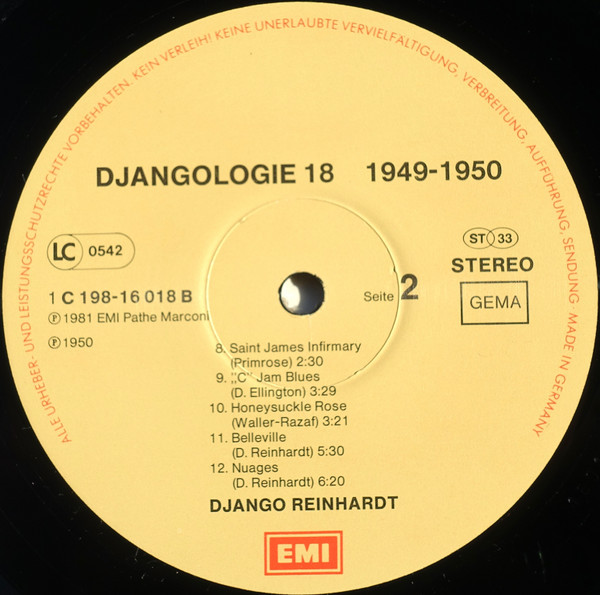 ALLE URHEBER- UND LEISTUNGSSCHUTZRECHTE VORBEHALTEN. KEIN VERLEIH! KEINE UNERLAUBTE VERVIELFÄLTIGUNG, VERBREITUNG, AUFFÜHRUNG, SENDUNG. MADE IN GERMANY
DJANGOLOGIE 18 1949-1950
LC 0542
ST 33
STEREO
GEMA
1 C 198-16 018 B
Ⓟ 1981 EMI Pathe Marconi
Ⓟ 1950
Seite 2
8. Saint James Infirmary
(Primrose) 2:30
9. „C" Jam Blues
(D. Ellington) 3:29
10. Honeysuckle Rose
(Waller-Razaf) 3:21
11. Belleville
(D. Reinhardt) 5:30
12. Nuages
(D. Reinhardt) 6:20
DJANGO REINHARDT
EMI